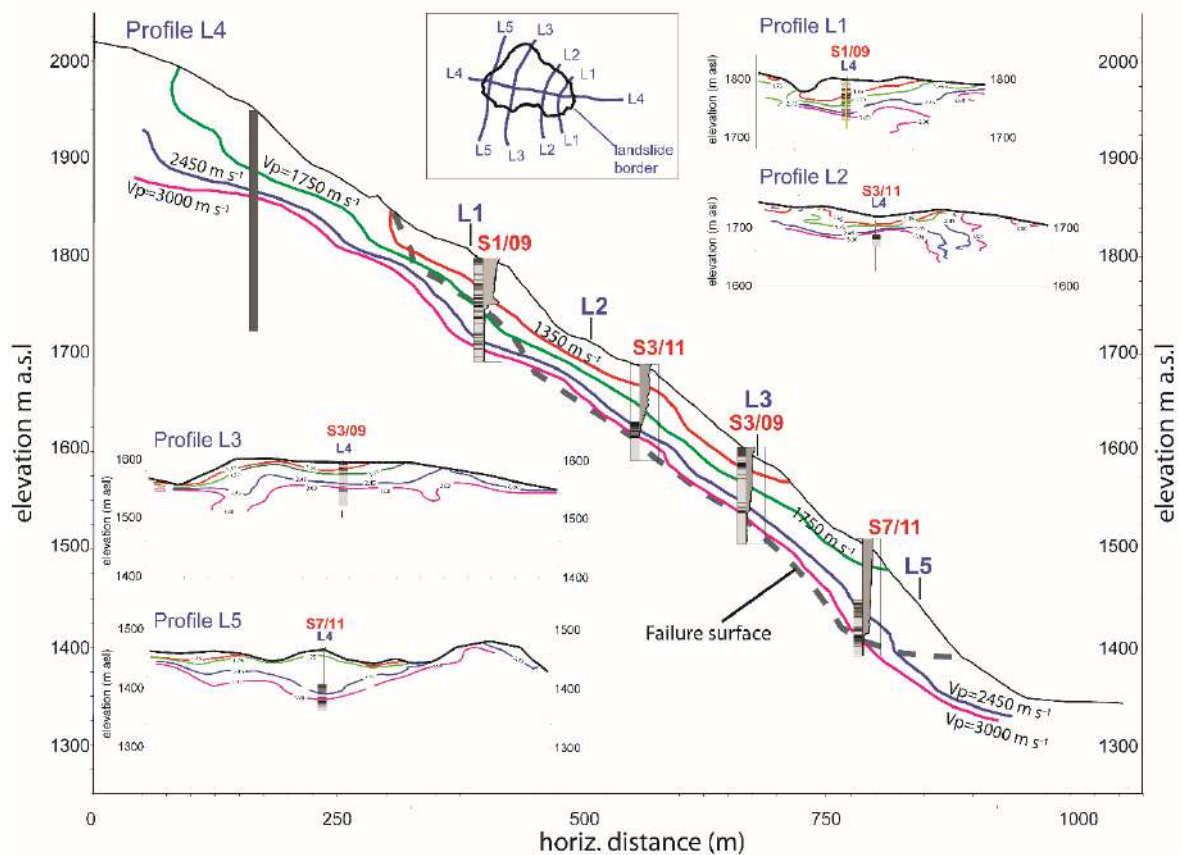 Profile L4
L5
L3
L2
L1
L4
L4
L5
L3
L2
L1
landslide
border
Profile L1
S1/09
L4
elevation (m asl)
1800
1700
1800
1700
Profile L2
S3/11
L4
elevation (m asl)
1700
1600
1700
1600
2000
1900
1800
1700
1600
1500
1400
1300
elevation m a.s.l
2000
1900
1800
1700
1600
1500
1400
1300
elevation m a.s.l
Vp=1750 m s⁻¹
2450 m s⁻¹
Vp=3000 m s⁻¹
L1
S1/09
L2
1350 m s⁻¹
S3/11
L3
S3/09
1750 m s⁻¹
S7/11
L5
Failure surface
Vp=2450 m s⁻¹
Vp=3000 m s⁻¹
Profile L3
S3/09
L4
elevation (m asl)
1600
1500
1400
1600
1500
1400
Profile L5
S7/11
L4
elevation (m asl)
1500
1400
1300
1500
1400
1300
0
250
500
750
1000
horiz. distance (m)